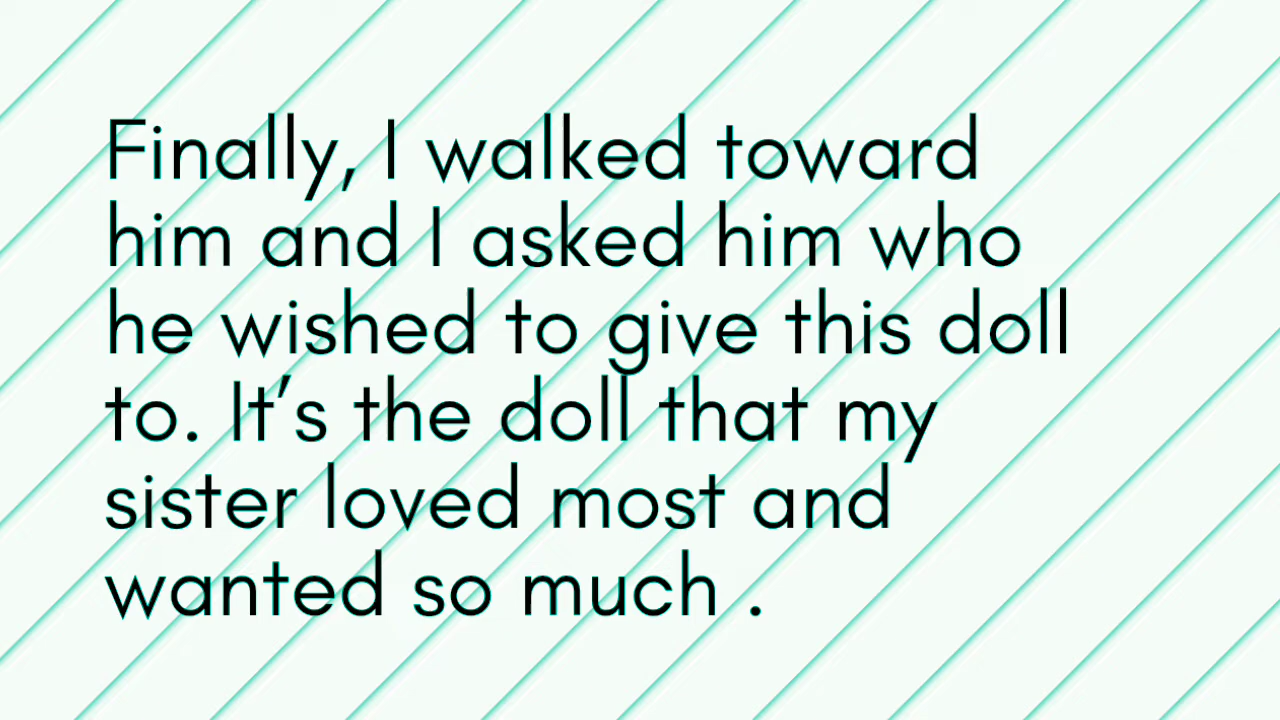 Finally, I walked toward
him and I asked him who
he wished to give this doll
to. It’s the doll that my
sister loved most and
wanted so much .